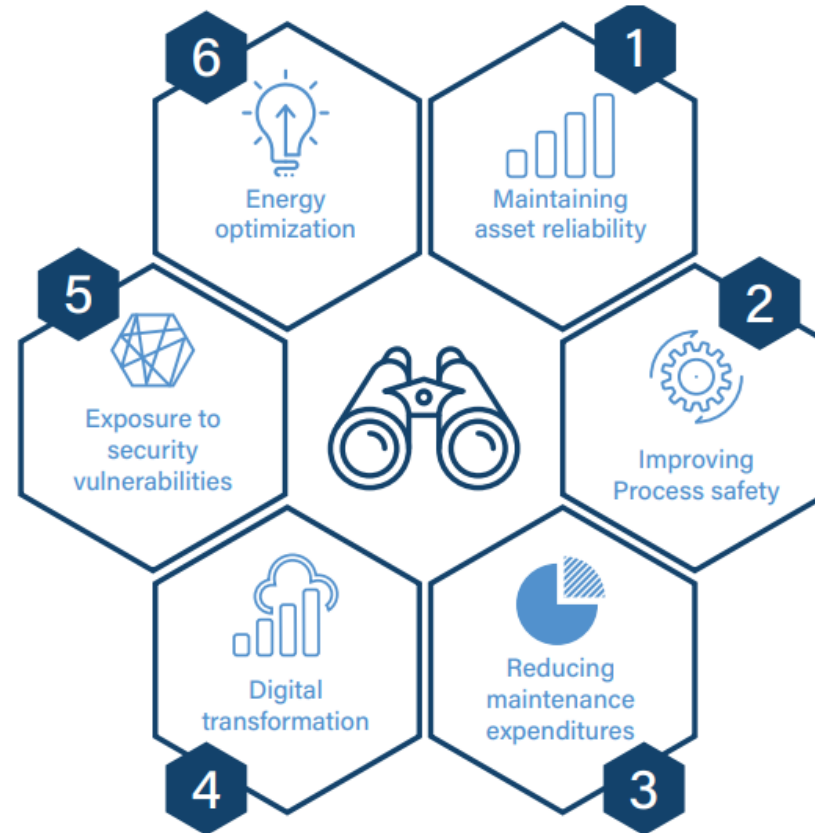 1
Maintaining
asset reliability
2
Improving
Process safety
3
Reducing
maintenance
expenditures
4
Digital
transformation
5
Exposure to
security
vulnerabilities
6
Energy
optimization